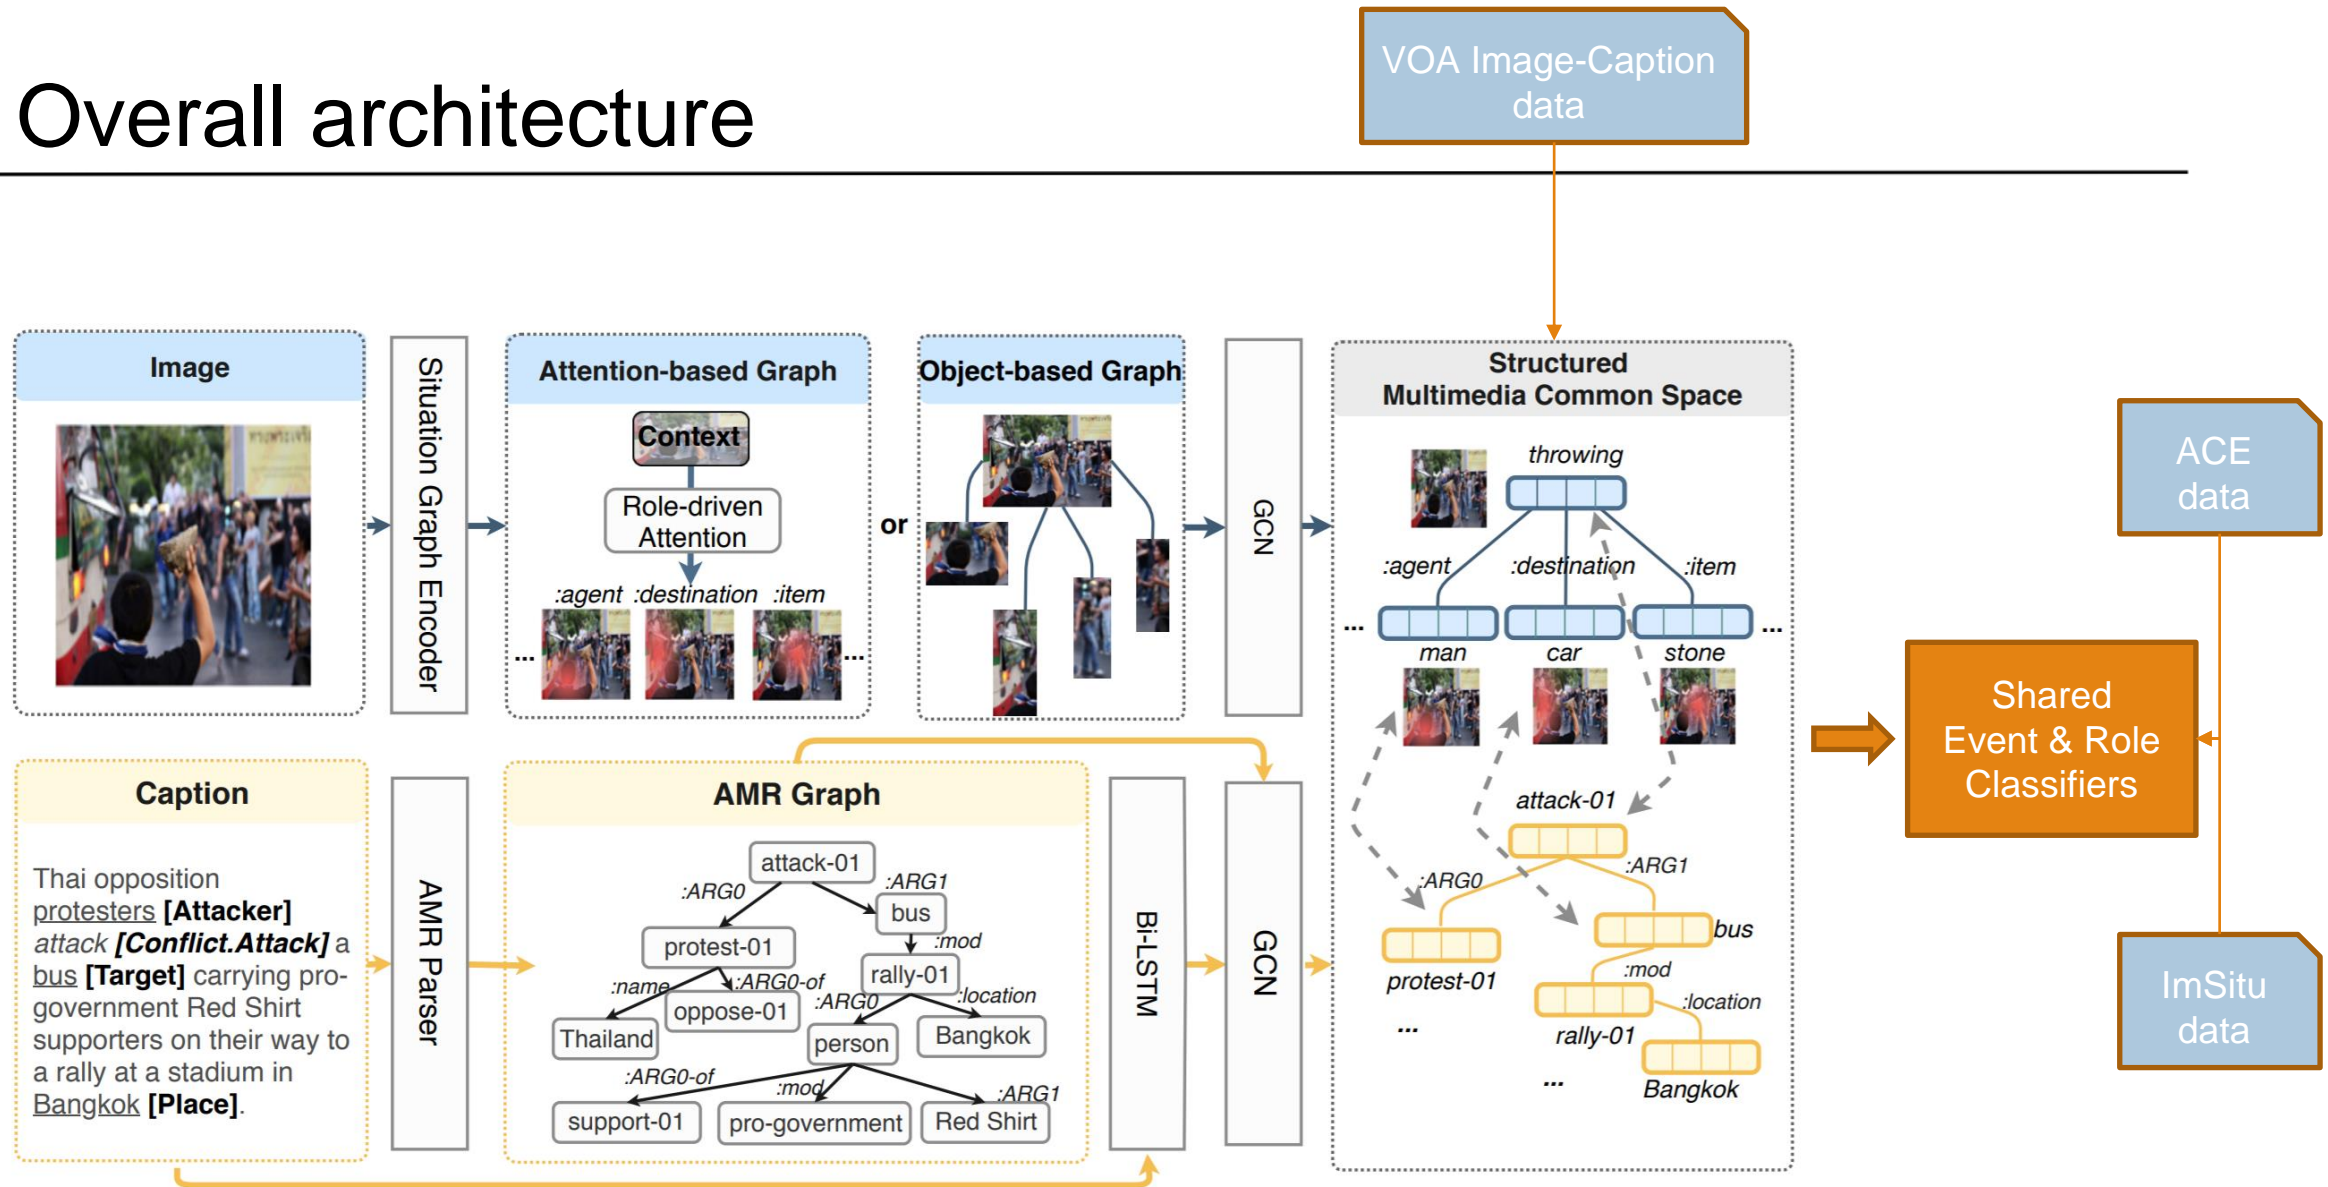 Overall architecture
VOA Image-Caption
data
Image
Situation Graph Encoder
Attention-based Graph
Context
Role-driven
Attention
:agent :destination :item
...
...
or
Object-based Graph
GCN
Structured
Multimedia Common Space
throwing
:agent
:destination
:item
...
...
man
car
stone
attack-01
:ARG0
:ARG1
bus
protest-01
:mod
...
rally-01
:location
...
Bangkok
Caption
Thai opposition
protesters [Attacker]
attack [Conflict.Attack] a
bus [Target] carrying pro-
government Red Shirt
supporters on their way to
a rally at a stadium in
Bangkok [Place].
AMR Parser
AMR Graph
attack-01
:ARG0
:ARG1
bus
protest-01
:mod
rally-01
:name
:ARG0-of
:ARG0
:location
oppose-01
Thailand
person
Bangkok
:ARG0-of
:mod
:ARG1
support-01
pro-government
Red Shirt
Bi-LSTM
GCN
Shared
Event & Role
Classifiers
ACE
data
ImSitu
data